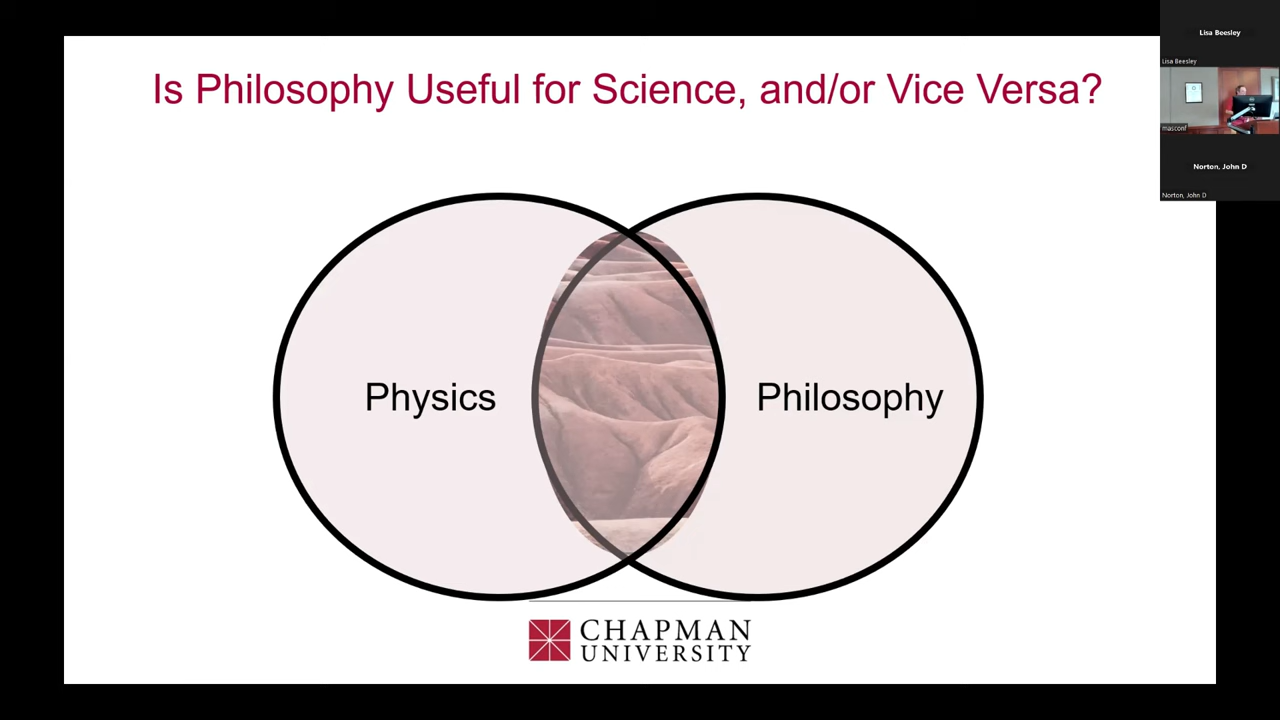 Is Philosophy Useful for Science, and/or Vice Versa?
Lisa Beesley
Lisa Beesley
masconf
Norton, John D
Norton, John D
Physics
Philosophy
CHAPMAN
UNIVERSITY